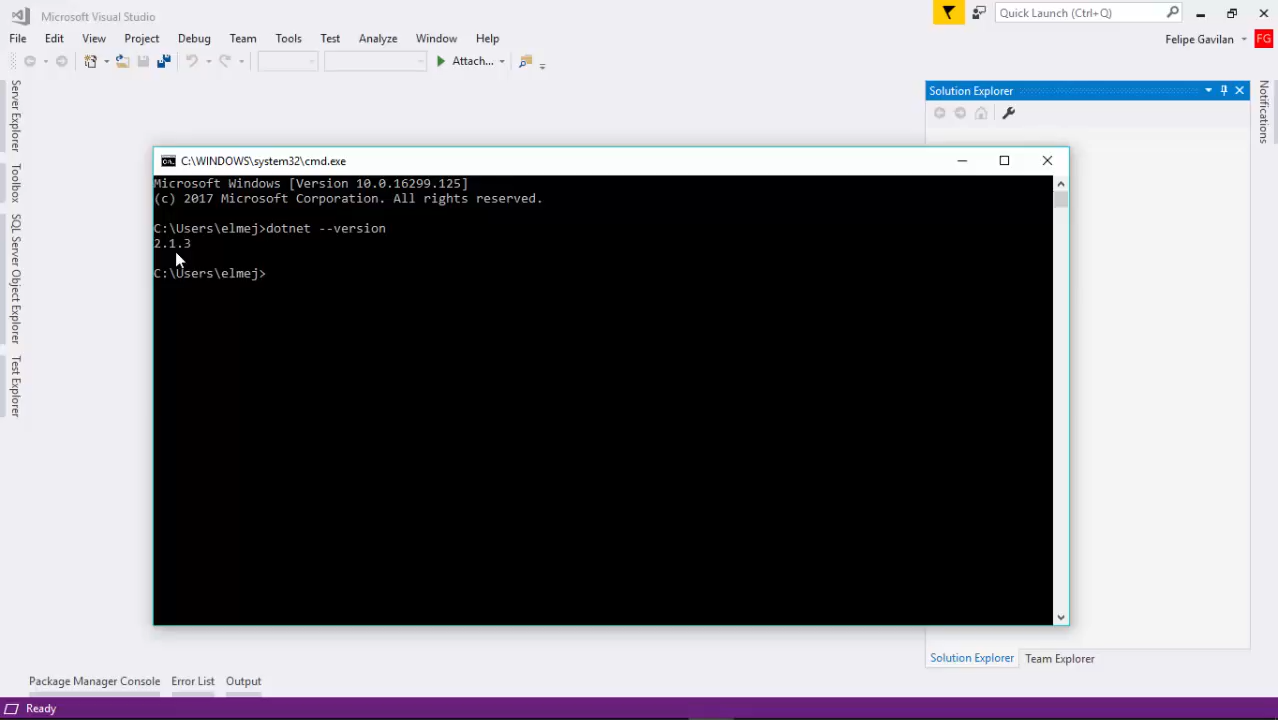 Microsoft Visual Studio
Quick Launch (Ctrl+Q)
File Edit View Project Debug Team Tools Test Analyze Window Help
Felipe Gavilan FG
Attach...
Server Explorer
Toolbox
SQL Server Object Explorer
Test Explorer
Solution Explorer
Notifications
C:\WINDOWS\system32\cmd.exe
Microsoft Windows [Version 10.0.16299.125]
(c) 2017 Microsoft Corporation. All rights reserved.
C:\Users\elmej>dotnet --version
2.1.3
C:\Users\elmej>
Solution Explorer Team Explorer
Package Manager Console Error List Output
Ready